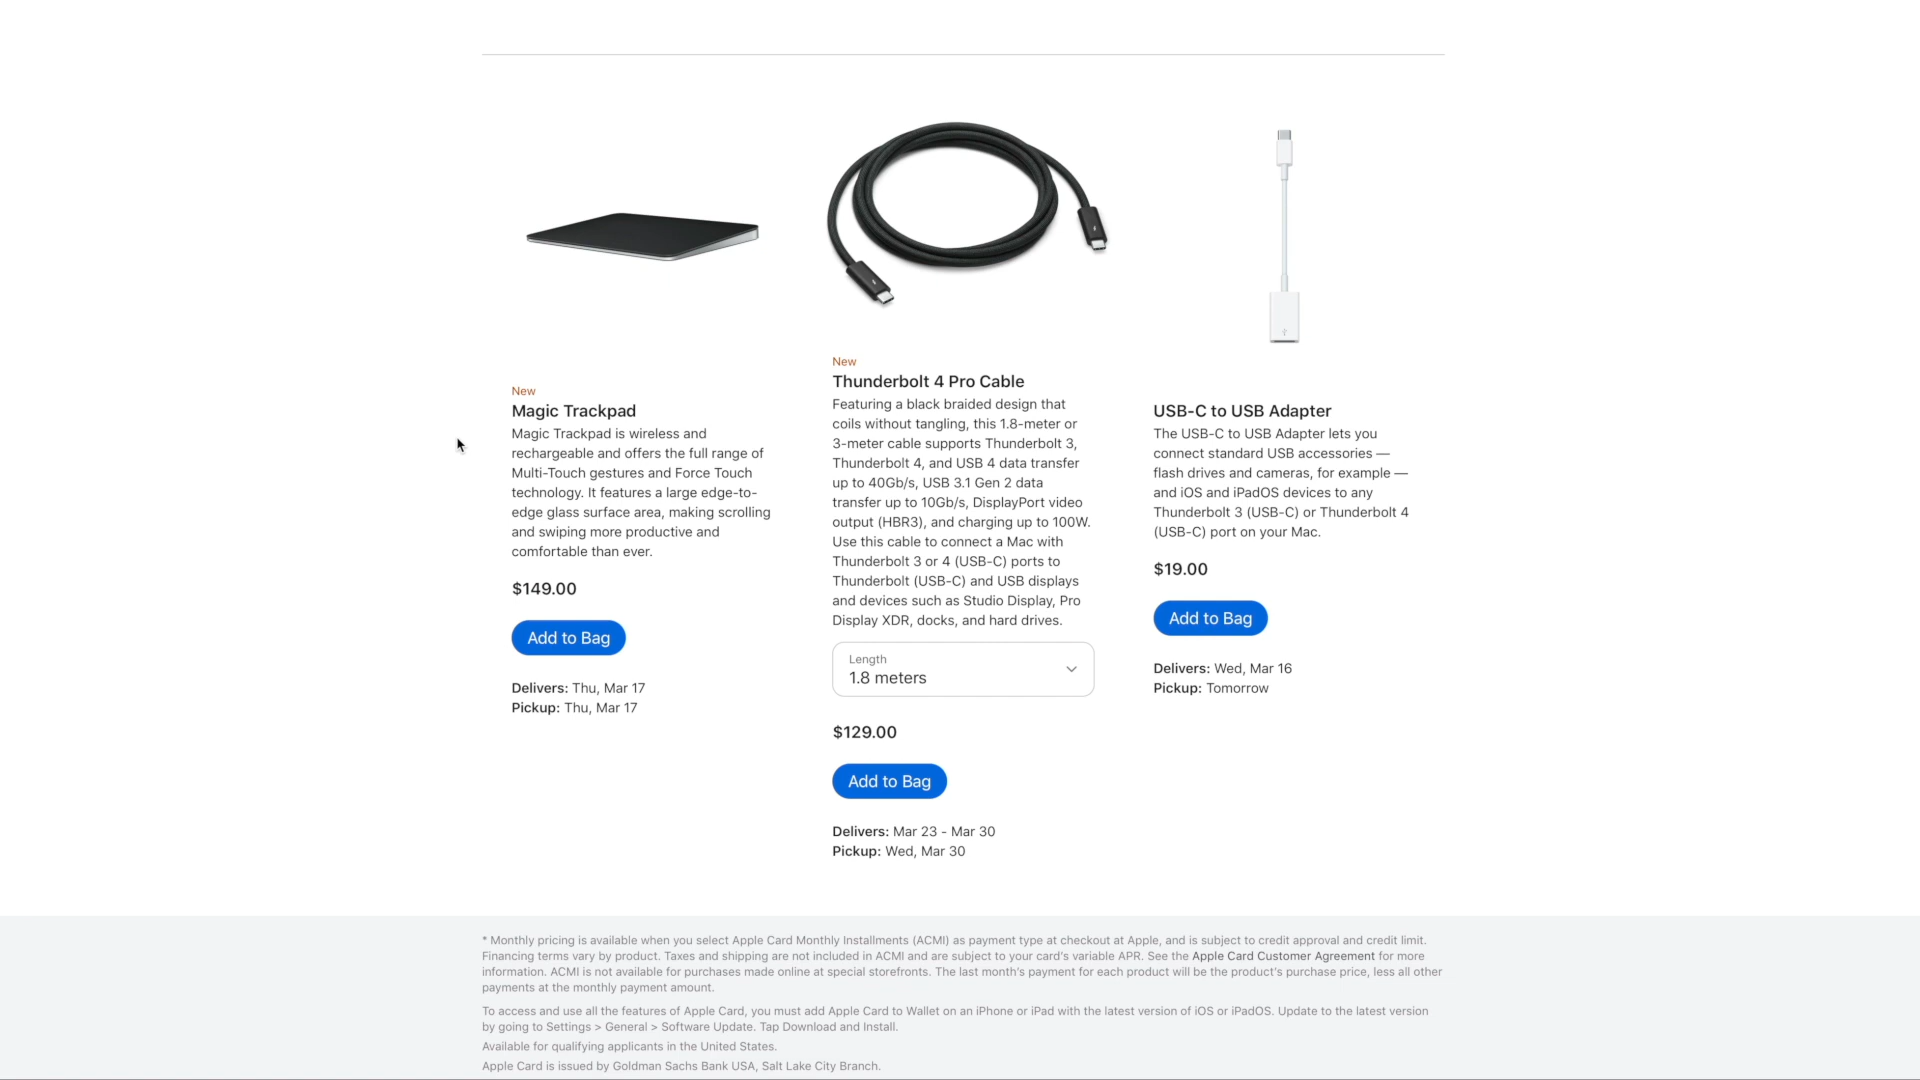 New
Magic Trackpad
Magic Trackpad is wireless and
rechargeable and offers the full range of
Multi-Touch gestures and Force Touch
technology. It features a large edge-to-
edge glass surface area, making scrolling
and swiping more productive and
comfortable than ever.
$149.00
Add to Bag
Delivers: Thu, Mar 17
Pickup: Thu, Mar 17
New
Thunderbolt 4 Pro Cable
Featuring a black braided design that
coils without tangling, this 1.8-meter or
3-meter cable supports Thunderbolt 3,
Thunderbolt 4, and USB 4 data transfer
up to 40Gb/s, USB 3.1 Gen 2 data
transfer up to 10Gb/s, DisplayPort video
output (HBR3), and charging up to 100W.
Use this cable to connect a Mac with
Thunderbolt 3 or 4 (USB-C) ports to
Thunderbolt (USB-C) and USB displays
and devices such as Studio Display, Pro
Display XDR, docks, and hard drives.
Length
1.8 meters
$129.00
Add to Bag
Delivers: Mar 23 - Mar 30
Pickup: Wed, Mar 30
USB-C to USB Adapter
The USB-C to USB Adapter lets you
connect standard USB accessories —
flash drives and cameras, for example —
and iOS and iPadOS devices to any
Thunderbolt 3 (USB-C) or Thunderbolt 4
(USB-C) port on your Mac.
$19.00
Add to Bag
Delivers: Wed, Mar 16
Pickup: Tomorrow
* Monthly pricing is available when you select Apple Card Monthly Installments (ACMI) as payment type at checkout at Apple, and is subject to credit approval and credit limit.
Financing terms vary by product. Taxes and shipping are not included in ACMI and are subject to your card's variable APR. See the Apple Card Customer Agreement for more
information. ACMI is not available for purchases made online at special storefronts. The last month's payment for each product will be the product's purchase price, less all other
payments at the monthly payment amount.
To access and use all the features of Apple Card, you must add Apple Card to Wallet on an iPhone or iPad with the latest version of iOS or iPadOS. Update to the latest version
by going to Settings > General > Software Update. Tap Download and Install.
Available for qualifying applicants in the United States.
Apple Card is issued by Goldman Sachs Bank USA, Salt Lake City Branch.